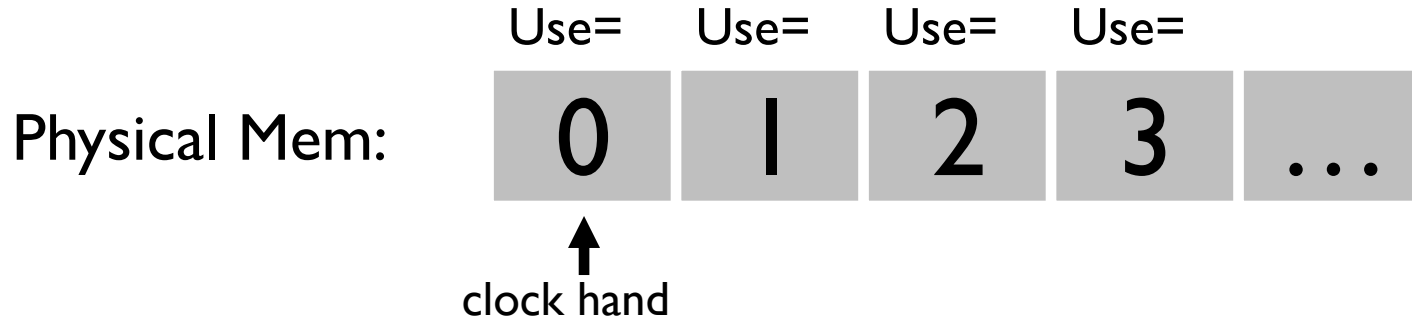 Use= Use= Use= Use=
Physical Mem: 0 1 2 3 ...
clock hand